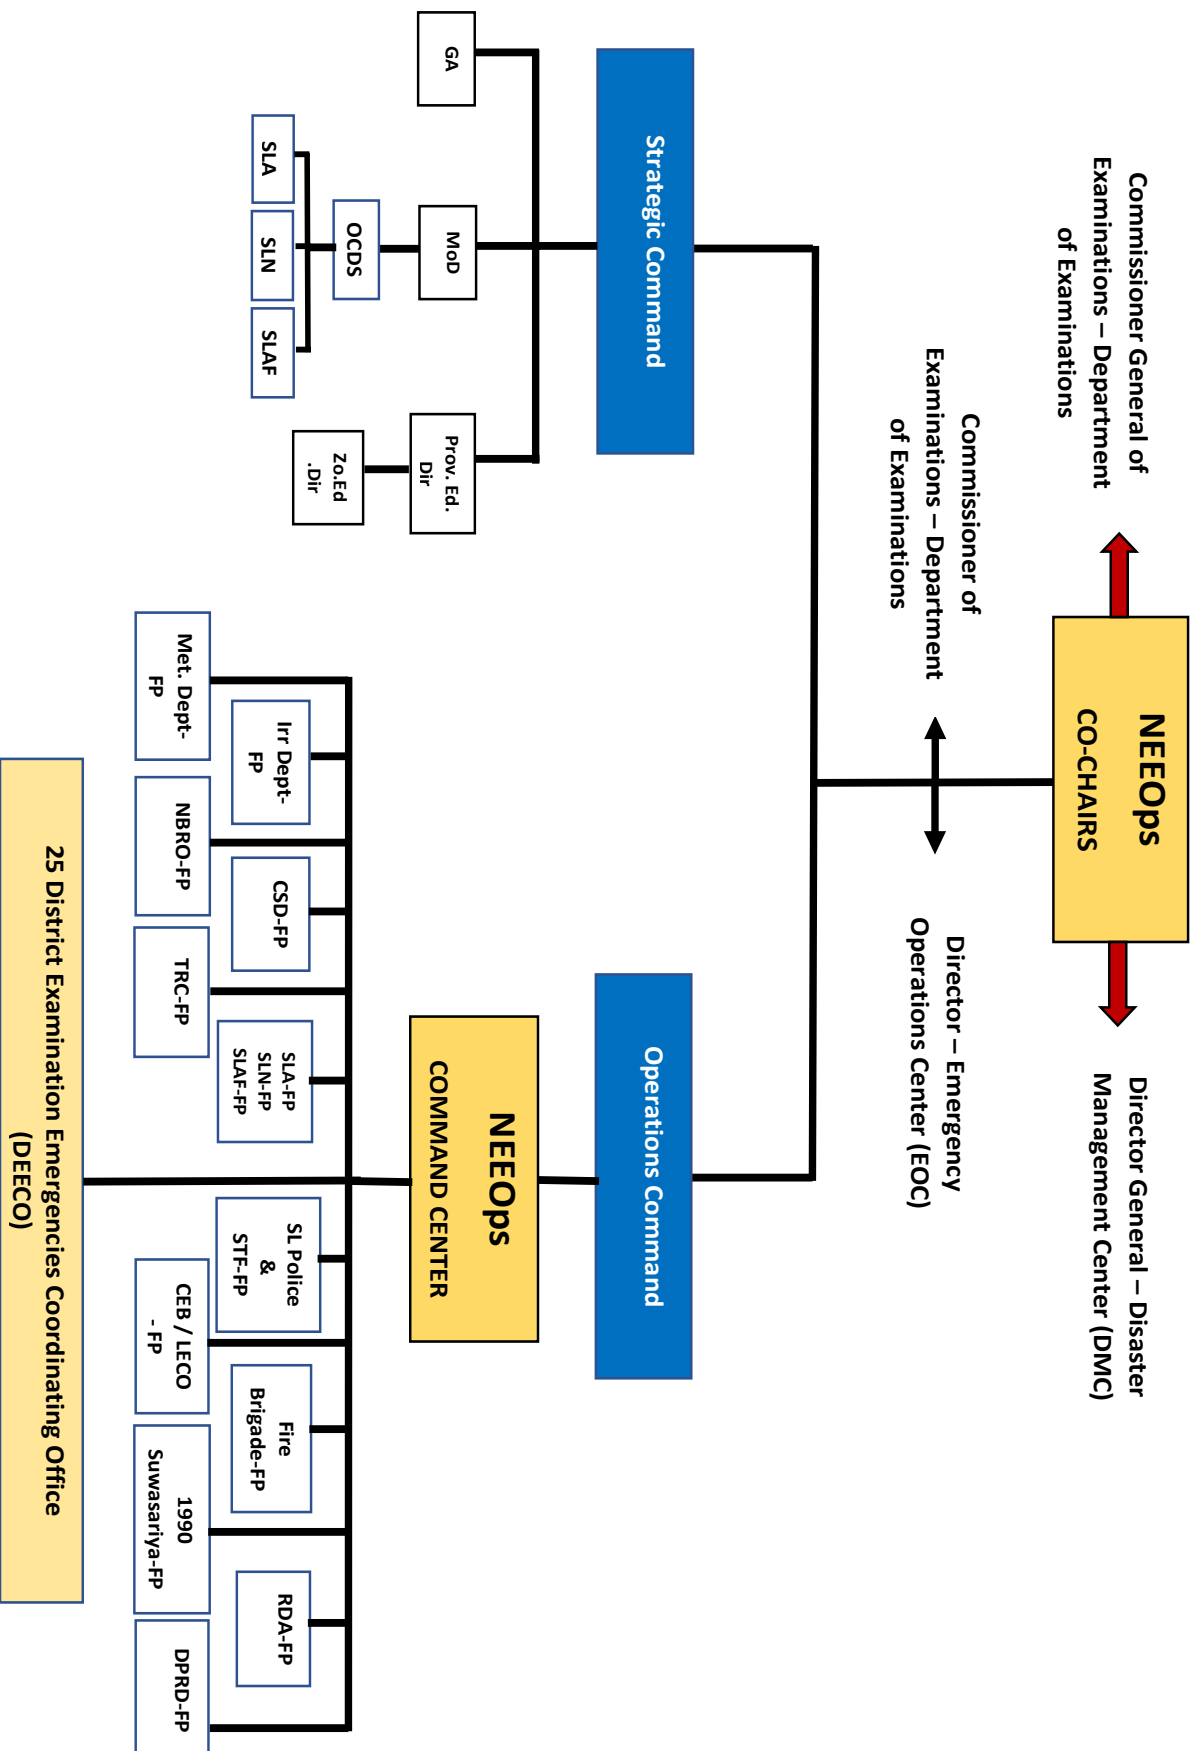 NEEOps
CO-CHAIRS
Commissioner General of
Examinations – Department
of Examinations
Director General – Disaster
Management Center (DMC)
Commissioner of
Examinations – Department
of Examinations
Director – Emergency
Operations Center (EOC)
Strategic Command
Operations Command
GA
MoD
Prov. Ed.
Dir
OCDS
Zo.Ed
.Dir
SLA
SLN
SLAF
NEEOps
COMMAND CENTER
Met. Dept-
FP
Irr Dept-
FP
NBRO-FP
CSD-FP
TRC-FP
SLA-FP
SLN-FP
SLAF-FP
SL Police
&
STF-FP
CEB / LECO
- FP
Fire
Brigade-FP
1990
Suwasariya-FP
RDA-FP
DPRD-FP
25 District Examination Emergencies Coordinating Office
(DEECO)